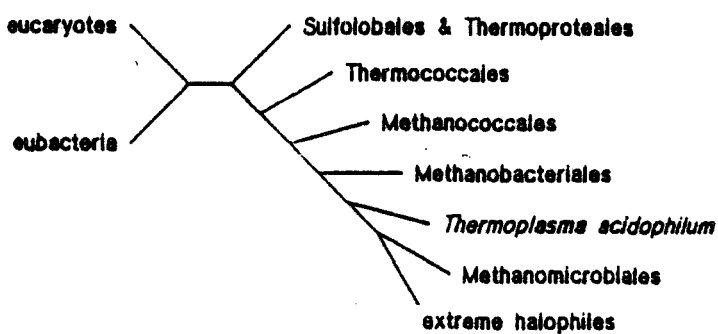 eucaryotes
Sulfolobales & Thermoproteales
Thermococcales
Methanococcales
eubacteria
Methanobacteriales
Thermoplasma acidophilum
Methanomicrobiales
extreme halophiles